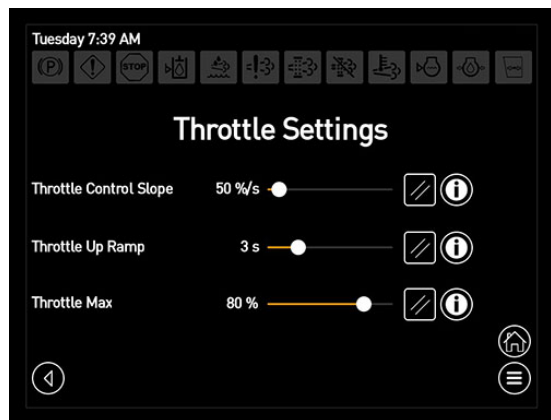 Tuesday 7:39 AM
(P) STOP
Throttle Settings
Throttle Control Slope 50 %/s
Throttle Up Ramp 3 s
Throttle Max 80 %